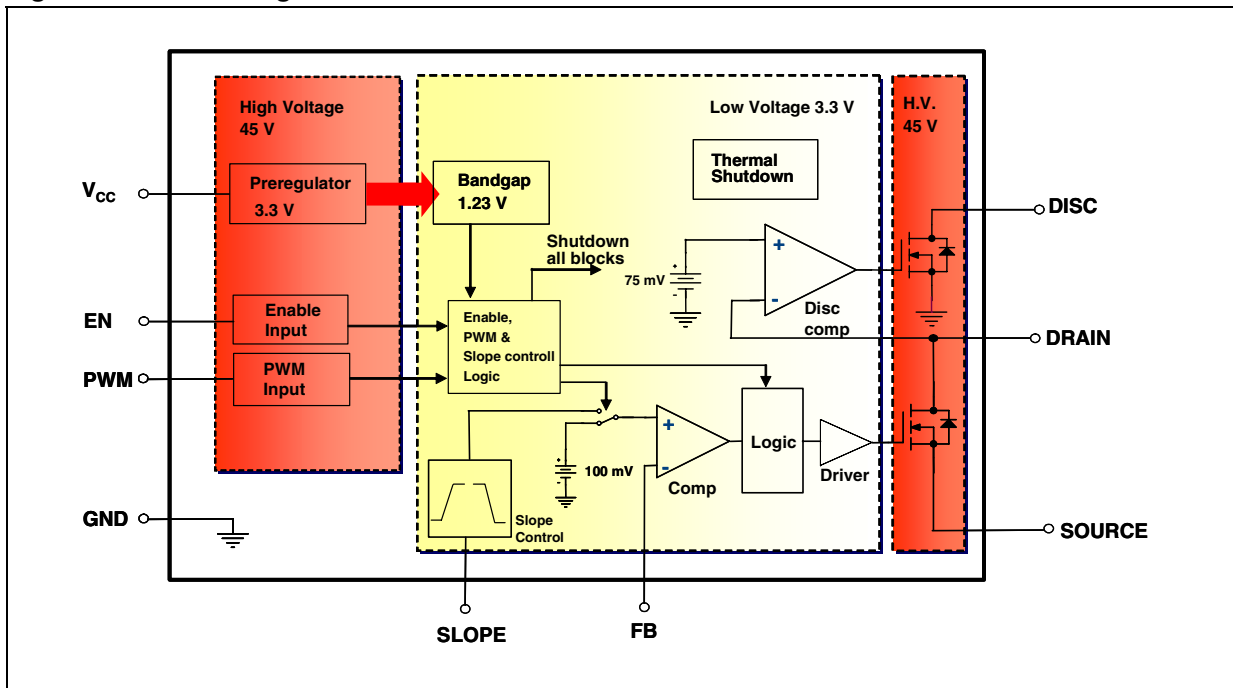 High Voltage
45 V
Low Voltage 3.3 V
H.V.
45 V
Thermal
Shutdown
VCC
Preregulator
3.3 V
Bandgap
1.23 V
DISC
Shutdown
all blocks
+
75 mV
-
+
-
Disc
comp
EN
Enable
Input
Enable,
PWM &
Slope controll
Logic
DRAIN
PWM
PWM
Input
+
-
100 mV
+
-
Comp
Logic
Driver
GND
Slope
Control
SOURCE
SLOPE
FB